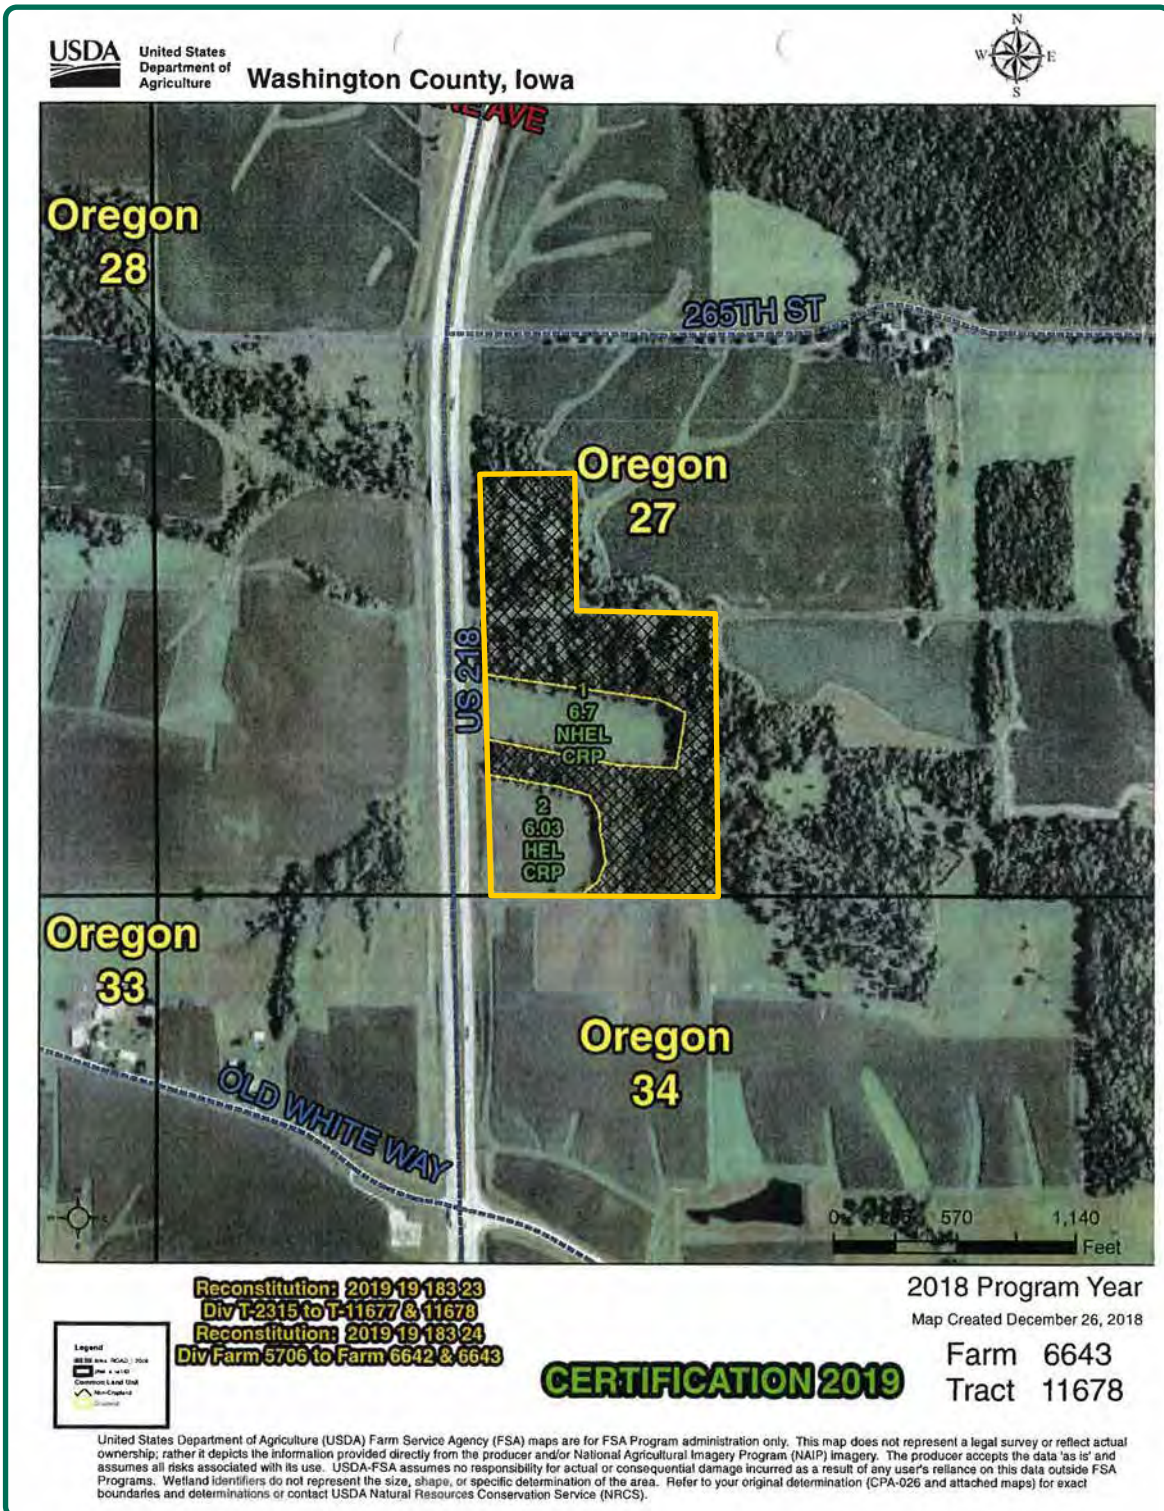 USDA
United States
Department of
Agriculture
Washington County, Iowa
N
W
E
S
AVE
Oregon
28
265TH ST
Oregon
27
US 218
1
6.7
NHEL
CRP
2
6.03
HEL
CRP
Oregon
33
Oregon
34
OLD WHITE WAY
0 570 1,140
Feet
Reconstitution: 2019 19 183 23
Div T-2315 to T-11677 & 11678
Reconstitution: 2019 19 183 24
Div Farm 5706 to Farm 6642 & 6643
2018 Program Year
Map Created December 26, 2018
Farm 6643
Tract 11678
CERTIFICATION 2019
Legend
Common Land Unit
Non-Cropland
Cropland
United States Department of Agriculture (USDA) Farm Service Agency (FSA) maps are for FSA Program administration only. This map does not represent a legal survey or reflect actual
ownership; rather it depicts the information provided directly from the producer and/or National Agricultural Imagery Program (NAIP) imagery. The producer accepts the data 'as is' and
assumes all risks associated with its use. USDA-FSA assumes no responsibility for actual or consequential damage incurred as a result of any user's reliance on this data outside FSA
Programs. Wetland identifiers do not represent the size, shape, or specific determination of the area. Refer to your original determination (CPA-026 and attached maps) for exact
boundaries and determinations or contact USDA Natural Resources Conservation Service (NRCS).